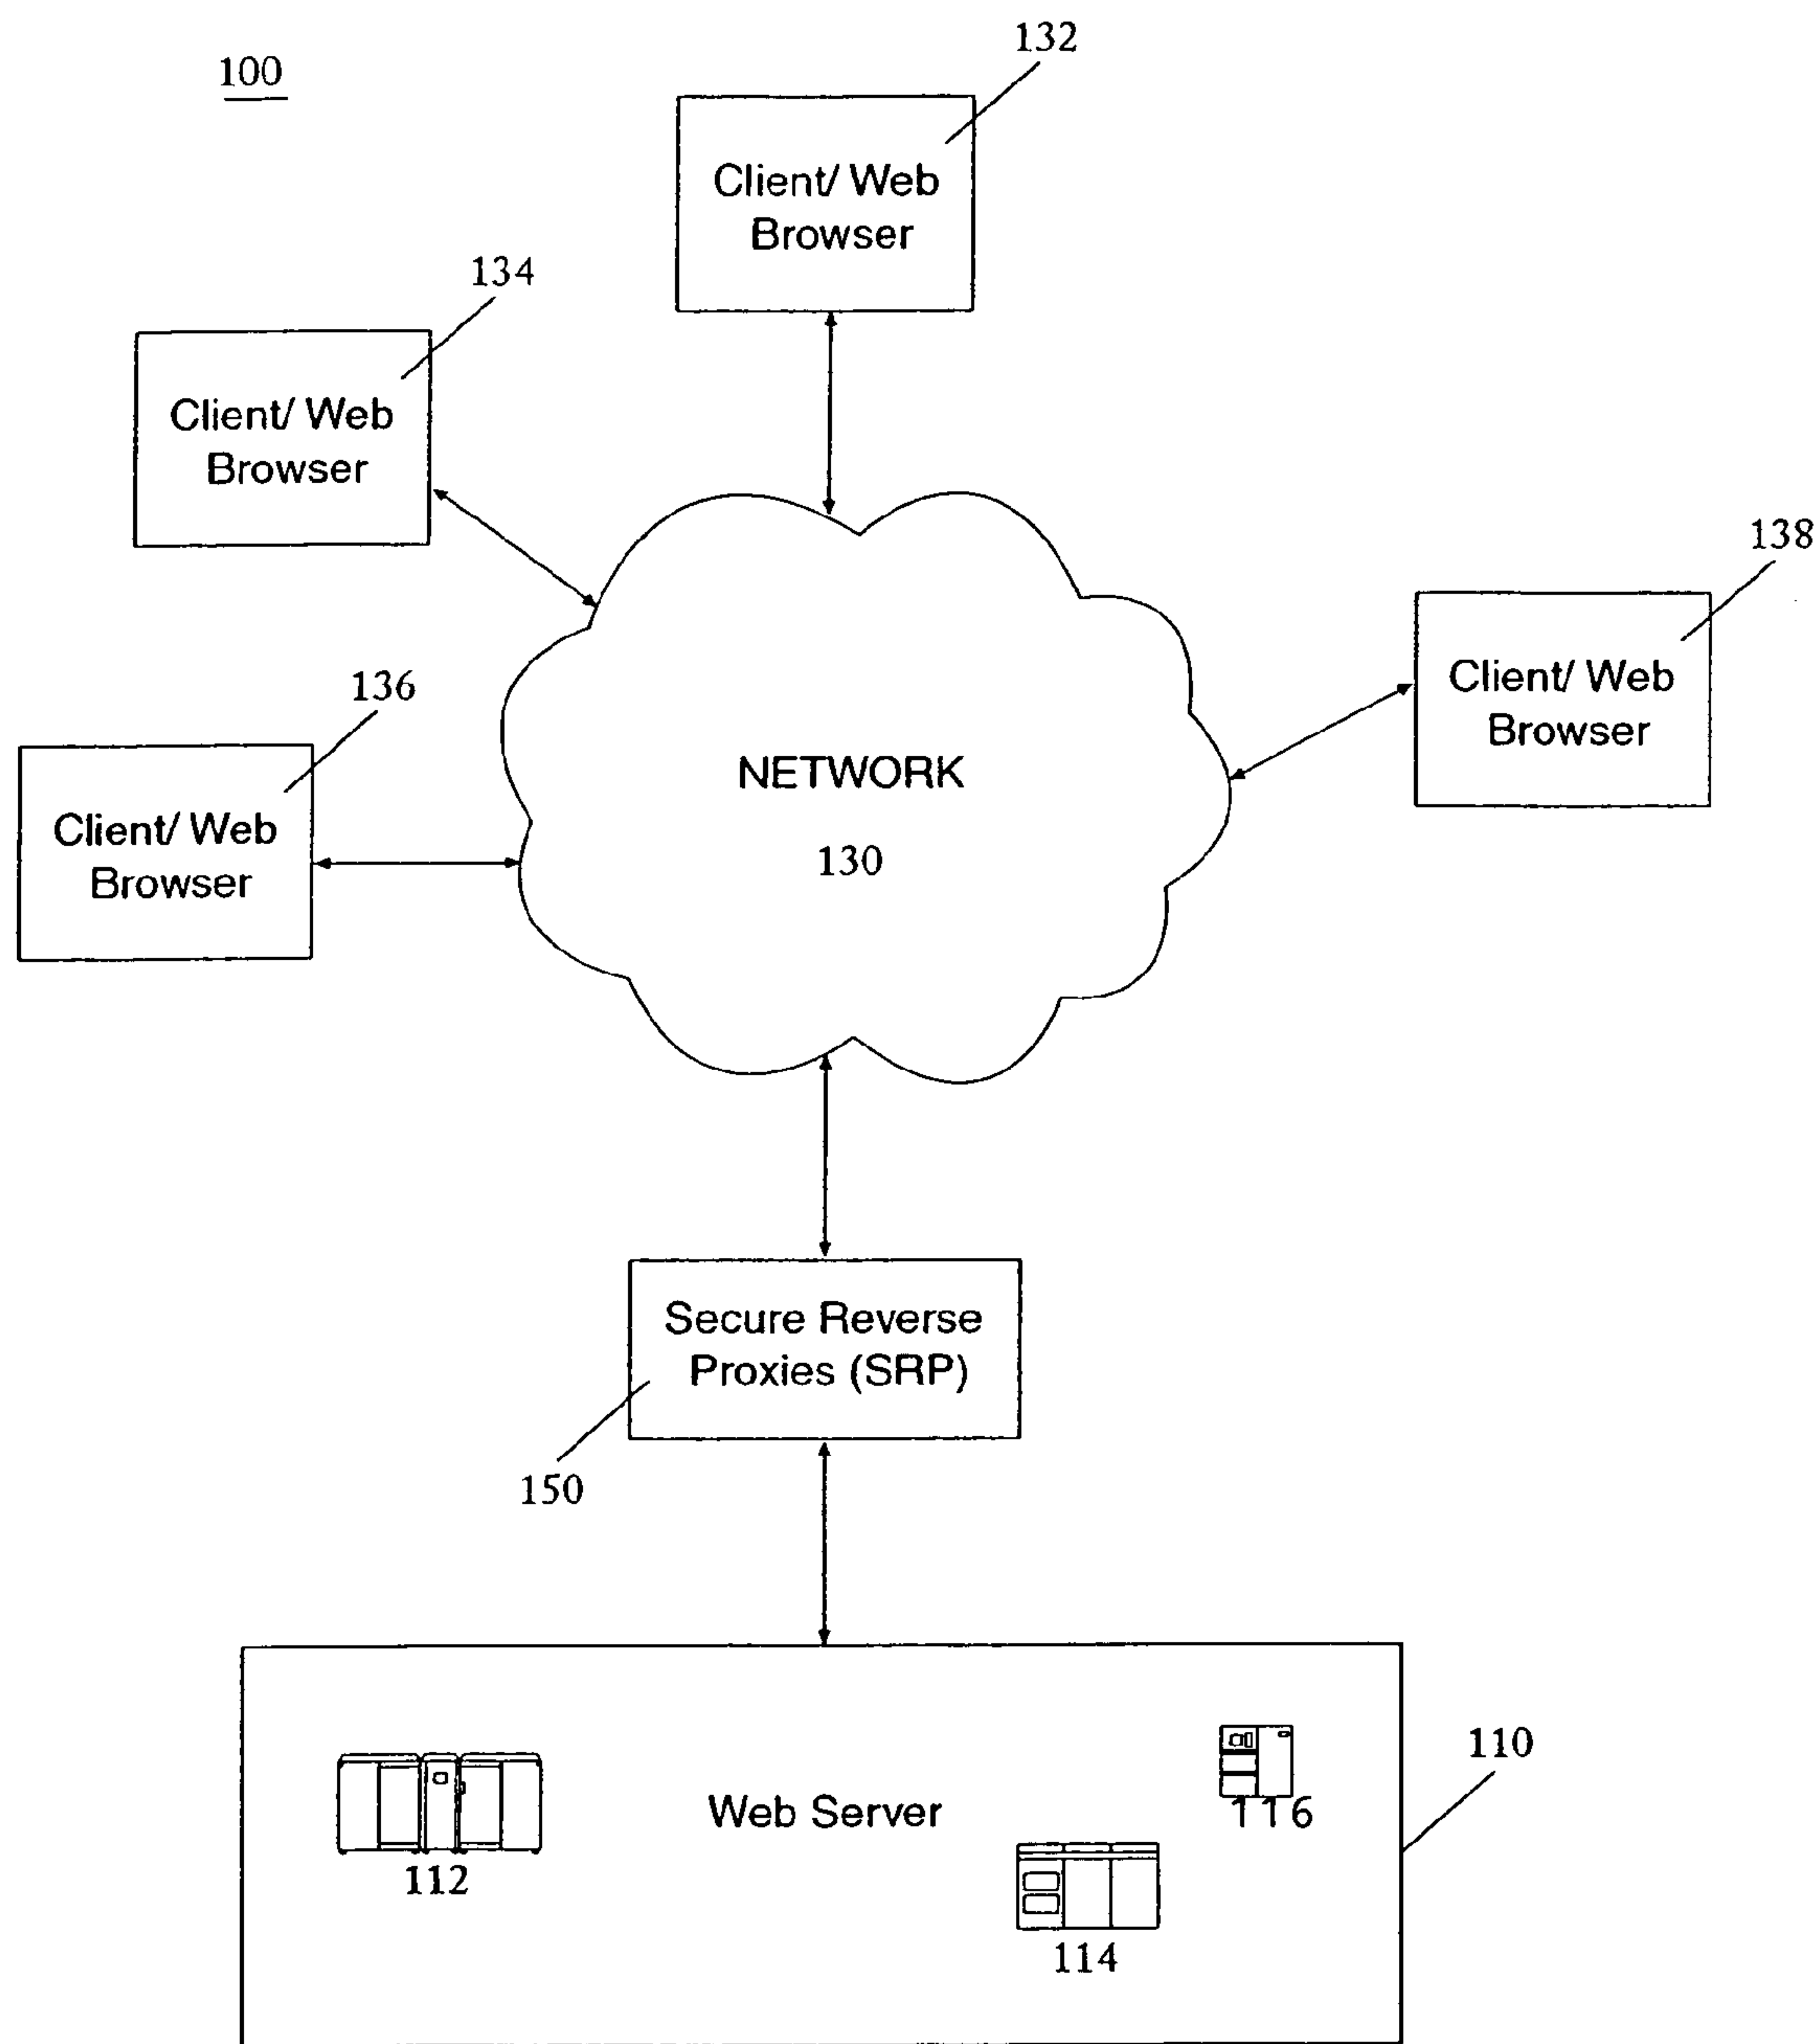 132
100
Client/ Web
Browser
134
Client/ Web
Browser
138
Client/ Web
Browser
136
Client/ Web
Browser
NETWORK
130
Secure Reverse
Proxies (SRP)
150
110
Web Server
116
112
114